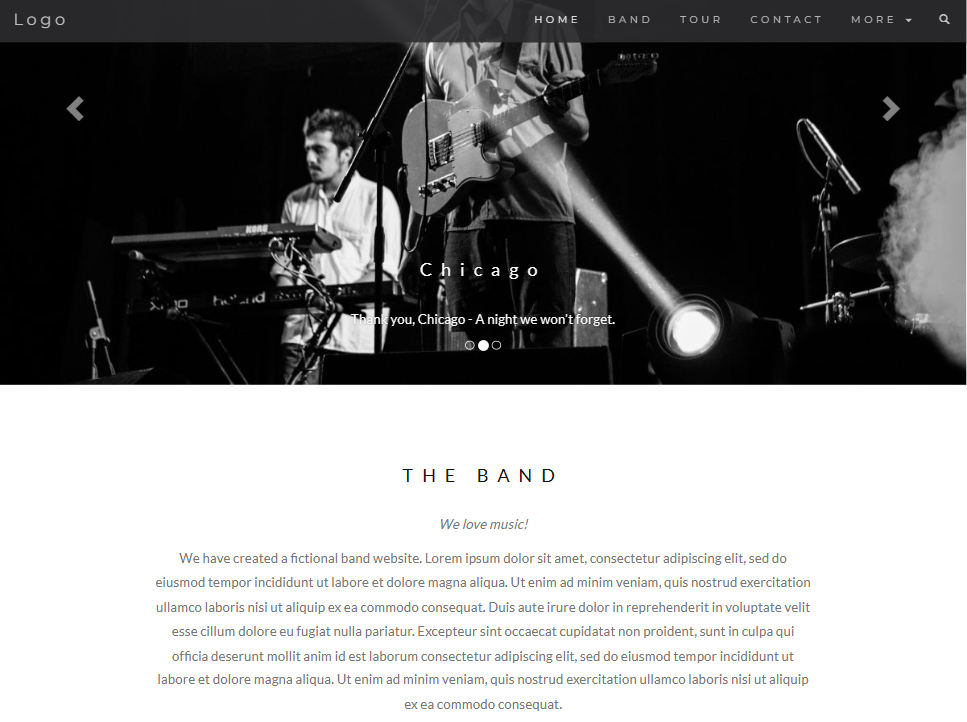 Logo
HOME BAND TOUR CONTACT MORE
KORG
Roland
Chicago
Thank you, Chicago - A night we won't forget.
THE BAND
We love music!
We have created a fictional band website. Lorem ipsum dolor sit amet, consectetur adipiscing elit, sed do
eiusmod tempor incididunt ut labore et dolore magna aliqua. Ut enim ad minim veniam, quis nostrud exercitation
ullamco laboris nisi ut aliquip ex ea commodo consequat. Duis aute irure dolor in reprehenderit in voluptate velit
esse cillum dolore eu fugiat nulla pariatur. Excepteur sint occaecat cupidatat non proident, sunt in culpa qui
officia deserunt mollit anim id est laborum consectetur adipiscing elit, sed do eiusmod tempor incididunt ut
labore et dolore magna aliqua. Ut enim ad minim veniam, quis nostrud exercitation ullamco laboris nisi ut aliquip
ex ea commodo consequat.